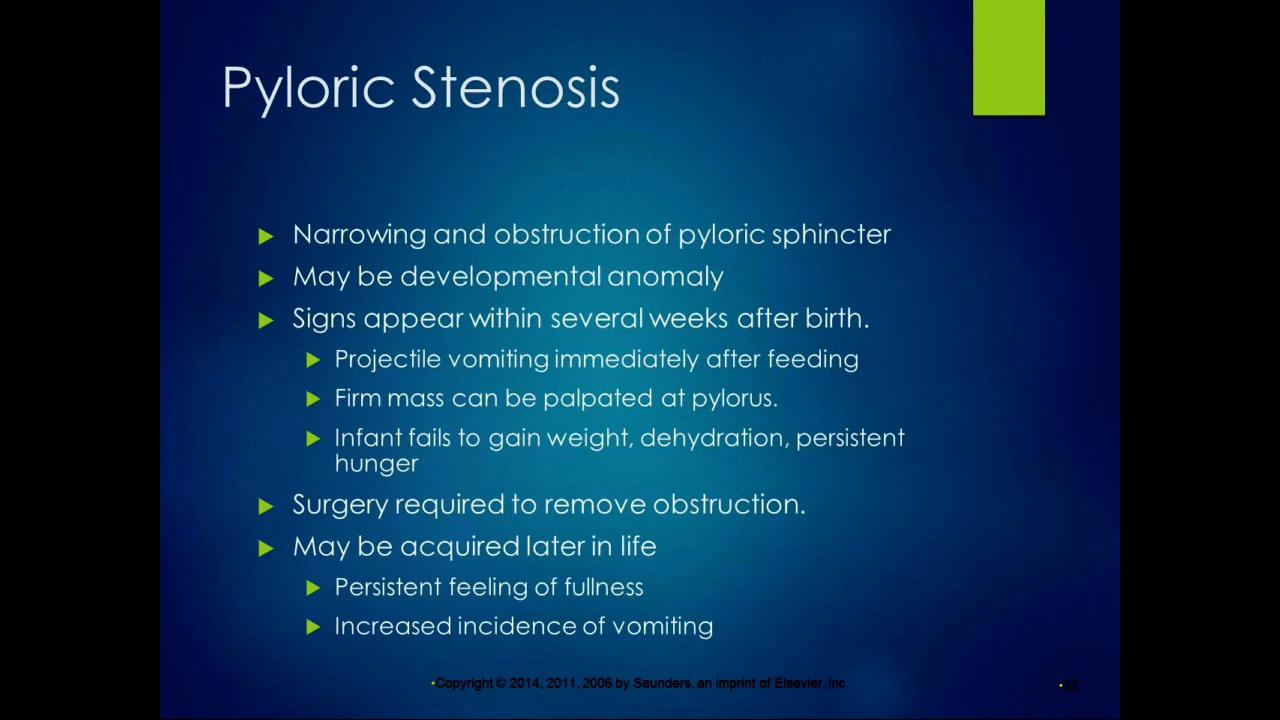 Pyloric Stenosis
Narrowing and obstruction of pyloric sphincter
May be developmental anomaly
Signs appear within several weeks after birth.
Projectile vomiting immediately after feeding
Firm mass can be palpated at pylorus.
Infant fails to gain weight, dehydration, persistent
hunger
Surgery required to remove obstruction.
May be acquired later in life
Persistent feeling of fullness
Increased incidence of vomiting
•Copyright © 2014, 2011, 2006 by Saunders, an imprint of Elsevier, Inc.
•32